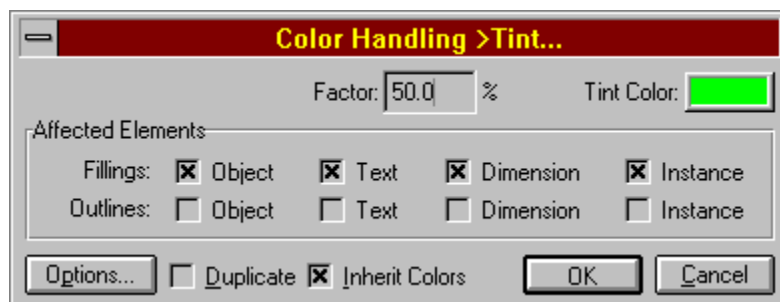 Color Handling >Tint...
Factor: 50.0 % Tint Color:
Affected Elements
Fillings: Object Text Dimension Instance
Outlines: Object Text Dimension Instance
Options... Duplicate Inherit Colors OK Cancel